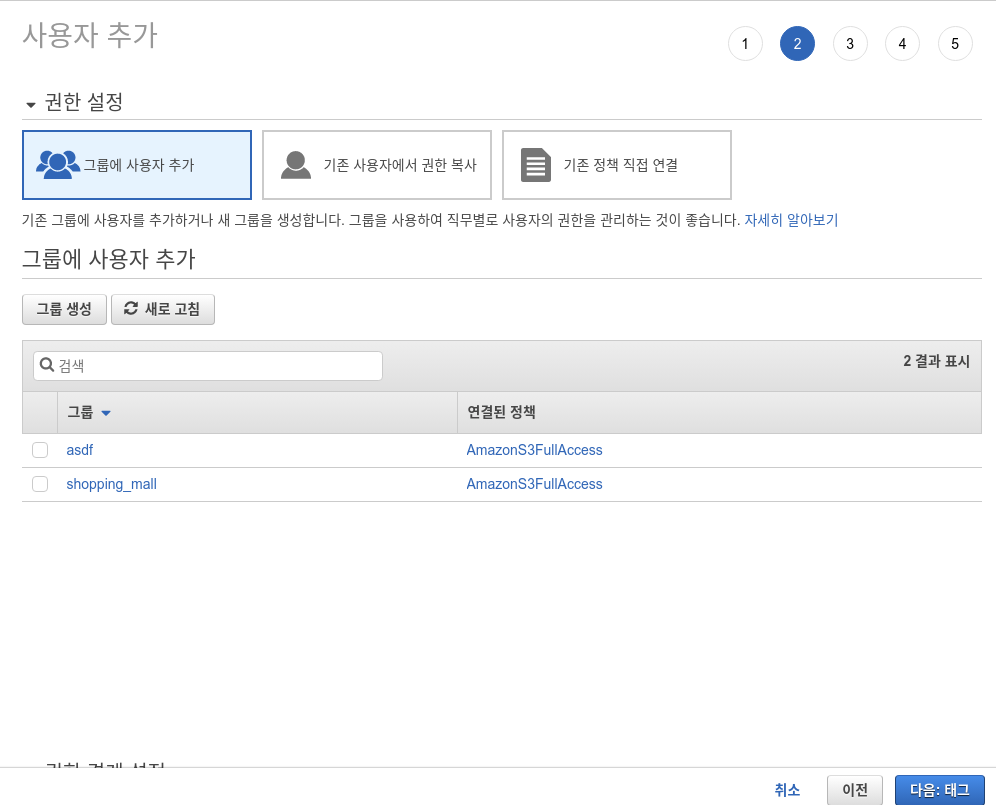 사용자 추가
1 2 3 4 5
권한 설정
그룹에 사용자 추가 기존 사용자에서 권한 복사 기존 정책 직접 연결
기존 그룹에 사용자를 추가하거나 새 그룹을 생성합니다. 그룹을 사용하여 직무별로 사용자의 권한을 관리하는 것이 좋습니다. 자세히 알아보기
그룹에 사용자 추가
그룹 생성 새로 고침
검색 2 결과 표시
그룹 연결된 정책
asdf AmazonS3FullAccess
shopping_mall AmazonS3FullAccess
취소 이전 다음: 태그